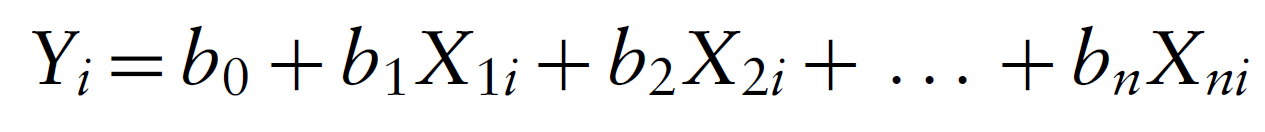 Yᵢ = b₀ + b₁X₁ᵢ + b₂X₂ᵢ + … + bₙXₙᵢ